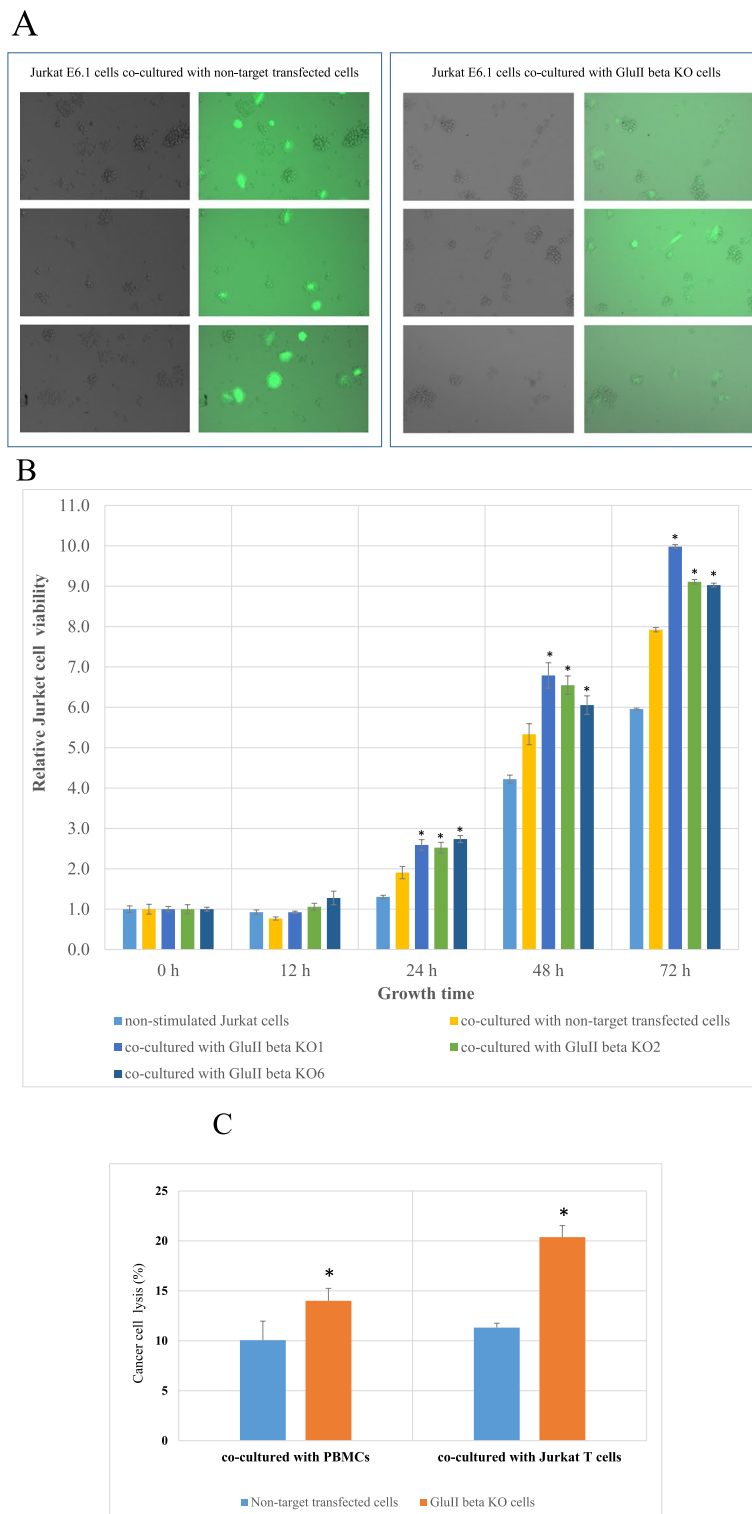 A
Jurkat E6.1 cells co-cultured with non-target transfected cells
Jurkat E6.1 cells co-cultured with GluII beta KO cells
B
11.0
10.0
9.0
8.0
7.0
6.0
5.0
4.0
3.0
2.0
1.0
0.0
Relative Jurket cell viability
* * *
* * *
* * *
0 h 12 h 24 h 48 h 72 h
Growth time
non-stimulated Jurkat cells
co-cultured with non-target transfected cells
co-cultured with GluII beta KO1
co-cultured with GluII beta KO2
co-cultured with GluII beta KO6
C
25
20
15
10
5
0
Cancer cell lysis (%)
*
*
co-cultured with PBMCs
co-cultured with Jurkat T cells
Non-target transfected cells
GluII beta KO cells